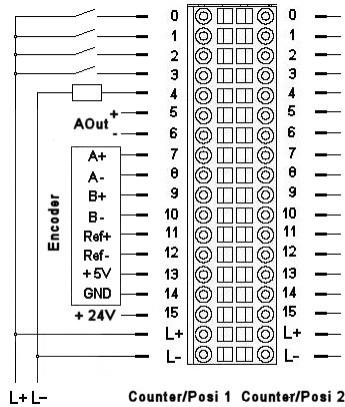 0 0
1 1
2 2
3 3
4 4
AOut + 5 5
- 6 6
A+ 7 7
A- 8 8
B+ 9 9
B- 10 10
Ref+ 11 11
Ref- 12 12
+5V 13 13
GND 14 14
Encoder
+ 24V 15 15
L+ L+
L- L-
L+ L- Counter/Posi 1 Counter/Posi 2